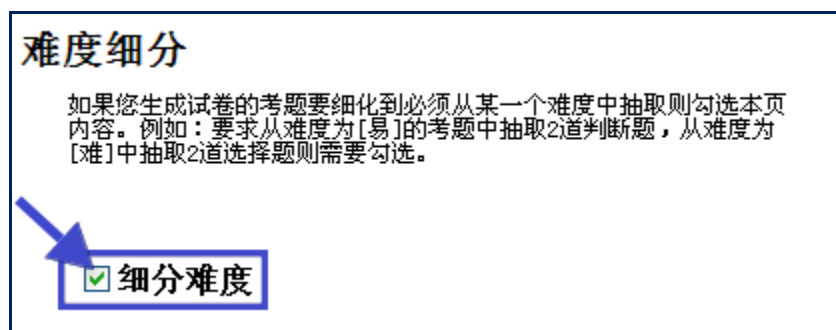 难度细分
如果您生成试卷的考题要细化到必须从某一个难度中抽取则勾选本页
内容。例如：要求从难度为[易]的考题中抽取2道判断题，从难度为
[难]中抽取2道选择题则需要勾选。
细分难度